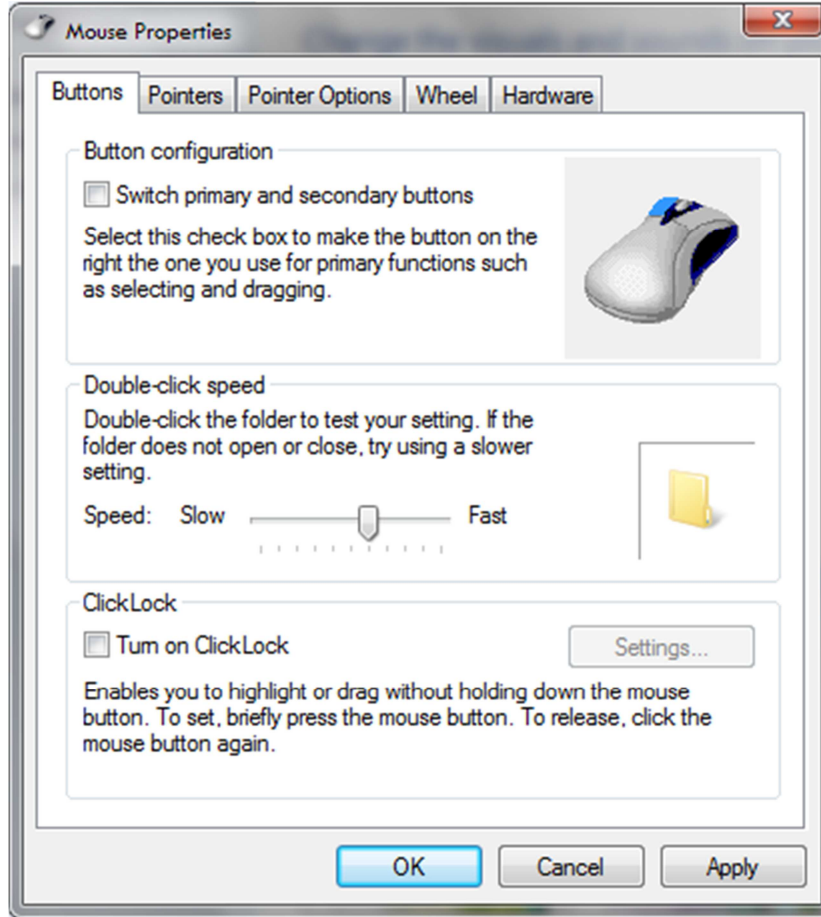 Mouse Properties
Change the visuals and sounds
Buttons Pointers Pointer Options Wheel Hardware
Button configuration
Switch primary and secondary buttons
Select this check box to make the button on the
right the one you use for primary functions such
as selecting and dragging.
Double-click speed
Double-click the folder to test your setting. If the
folder does not open or close, try using a slower
setting.
Speed: Slow Fast
ClickLock
Turn on ClickLock
Settings...
Enables you to highlight or drag without holding down the mouse
button. To set, briefly press the mouse button. To release, click the
mouse button again.
OK Cancel Apply